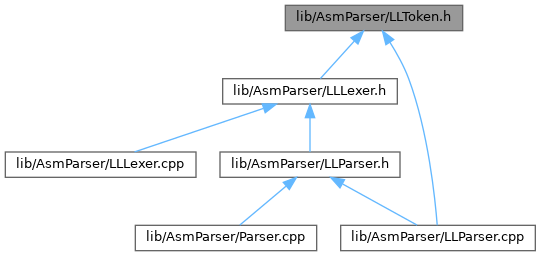 lib/AsmParser/LLToken.h
lib/AsmParser/LLLexer.h
lib/AsmParser/LLLexer.cpp
lib/AsmParser/LLParser.h
lib/AsmParser/Parser.cpp
lib/AsmParser/LLParser.cpp